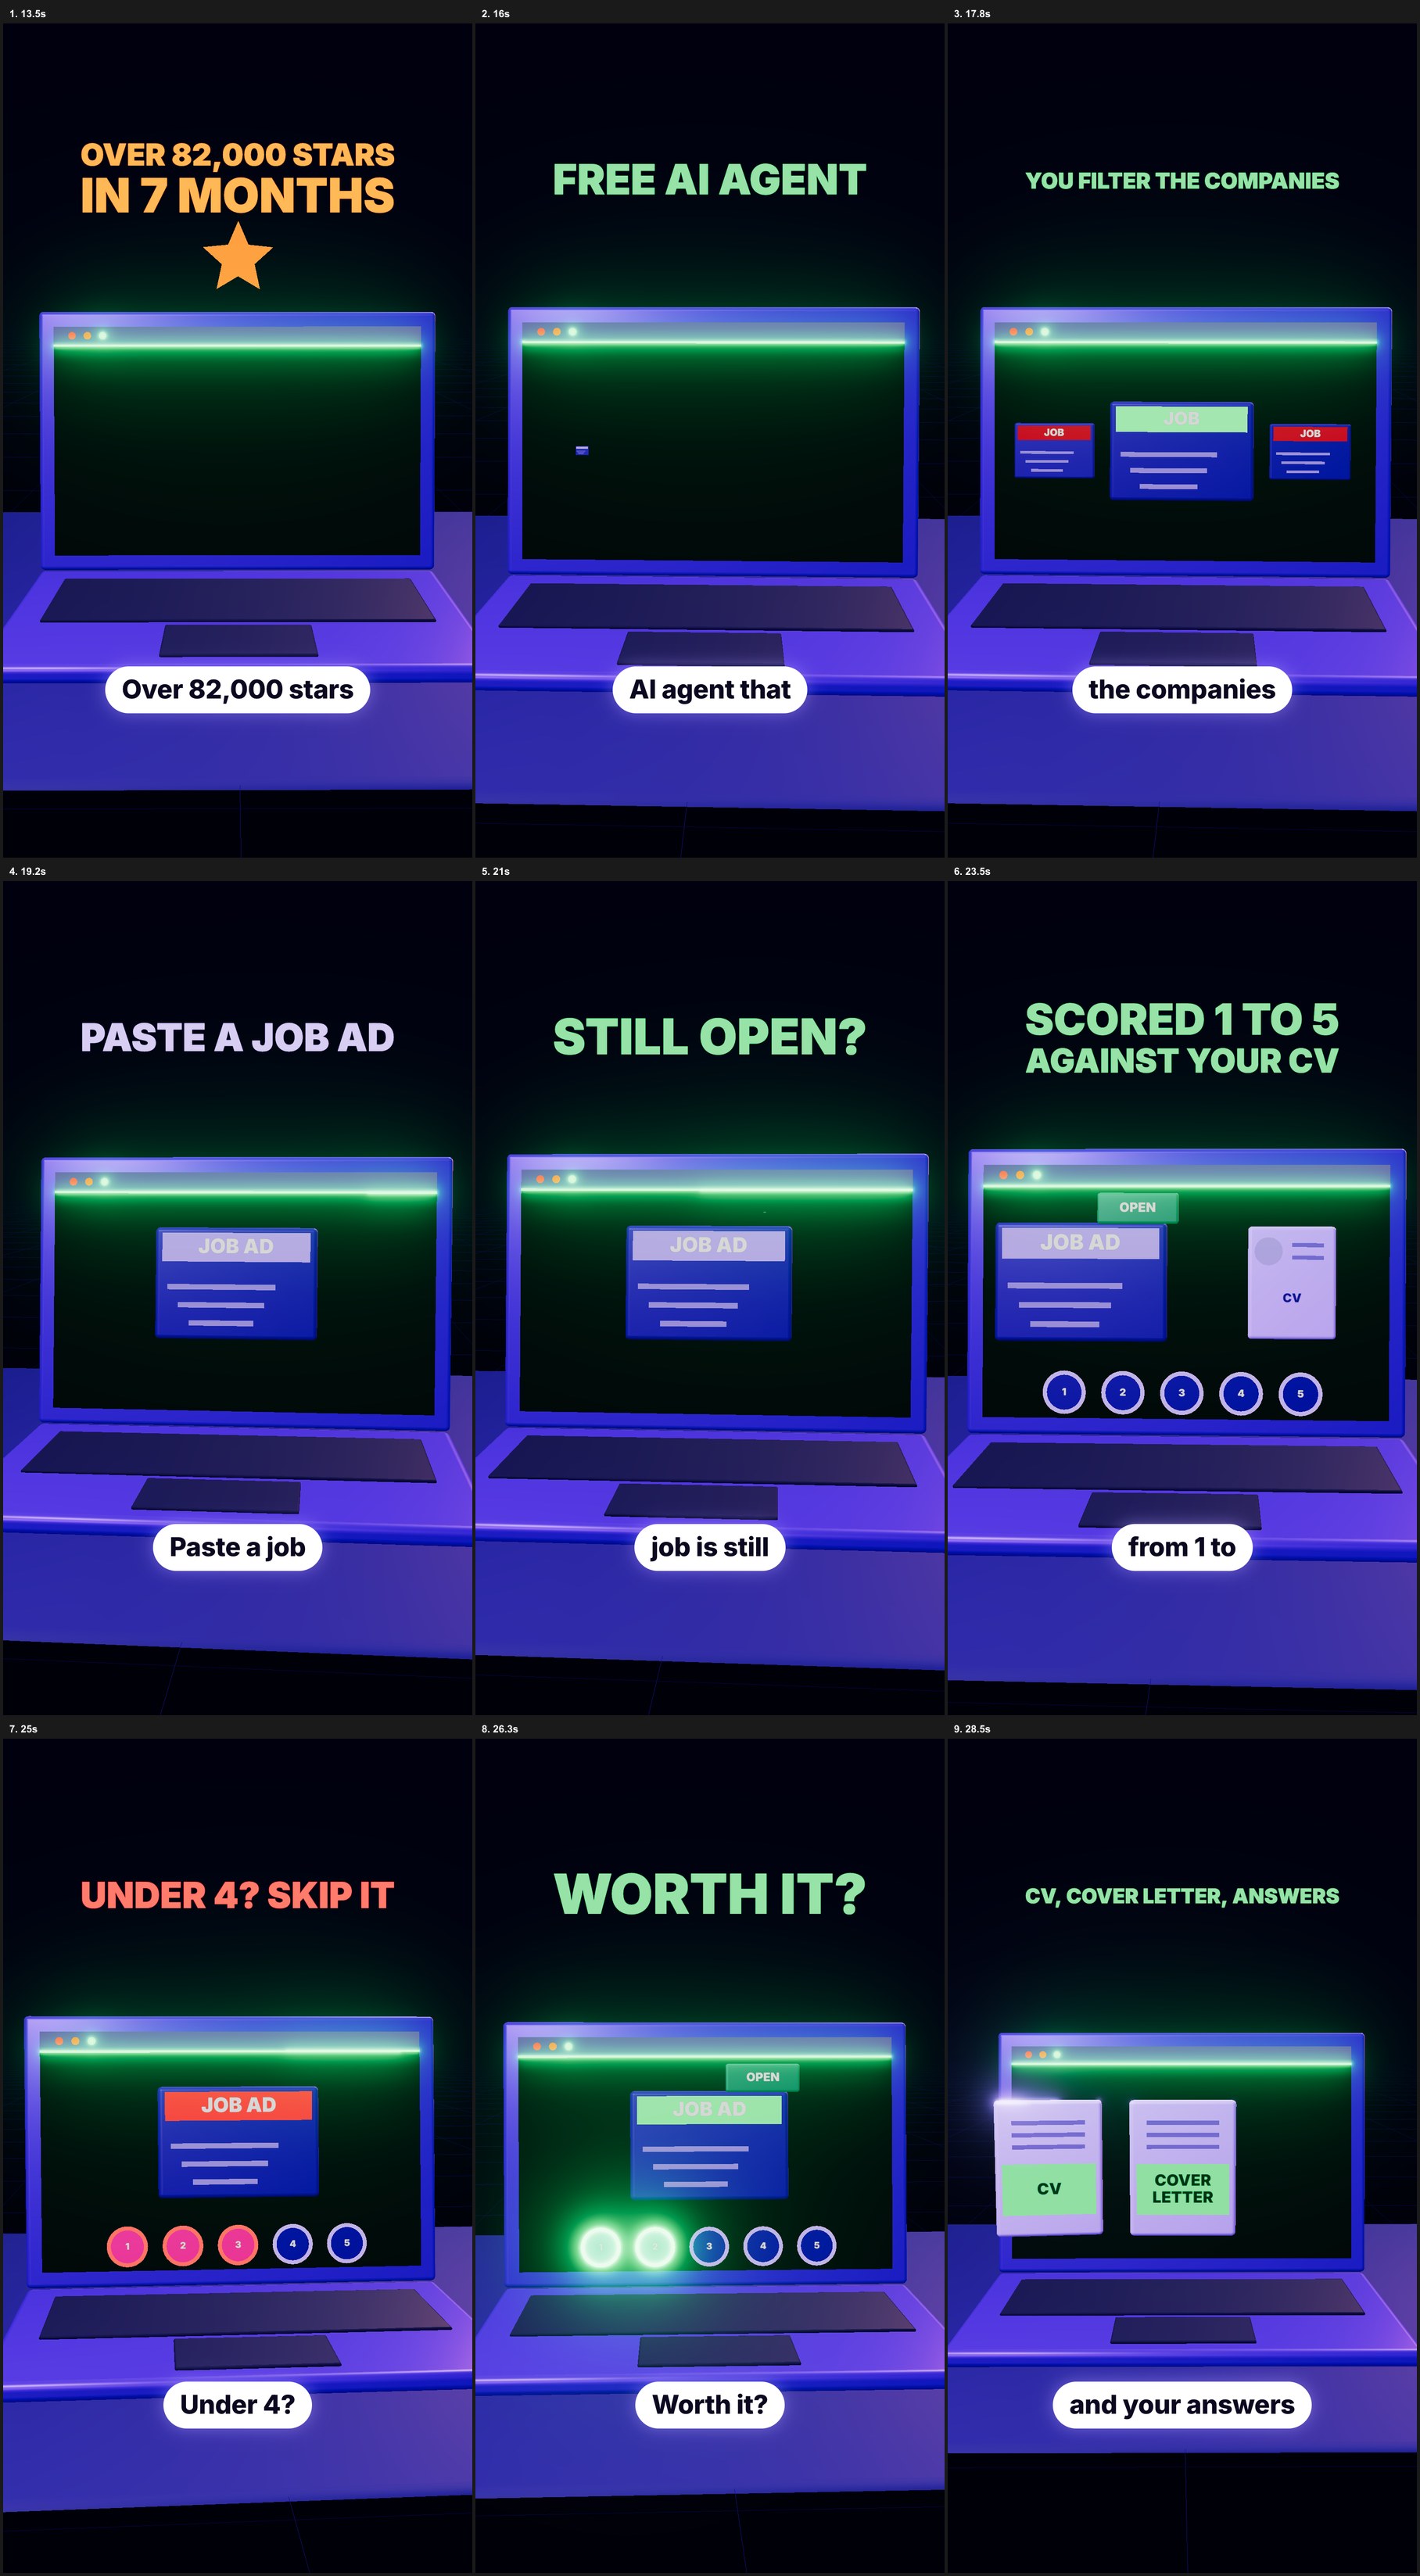 1. 13.5s
OVER 82,000 STARS
IN 7 MONTHS
Over 82,000 stars
2. 16s
FREE AI AGENT
AI agent that
3. 17.8s
YOU FILTER THE COMPANIES
JOB
JOB
JOB
the companies
4. 19.2s
PASTE A JOB AD
JOB AD
Paste a job
5. 21s
STILL OPEN?
JOB AD
job is still
6. 23.5s
SCORED 1 TO 5
AGAINST YOUR CV
OPEN
JOB AD
CV
1 2 3 4 5
from 1 to
7. 25s
UNDER 4? SKIP IT
JOB AD
1 2 3 4 5
Under 4?
8. 26.3s
WORTH IT?
OPEN
JOB AD
3 4 5
Worth it?
9. 28.5s
CV, COVER LETTER, ANSWERS
CV
COVER
LETTER
and your answers